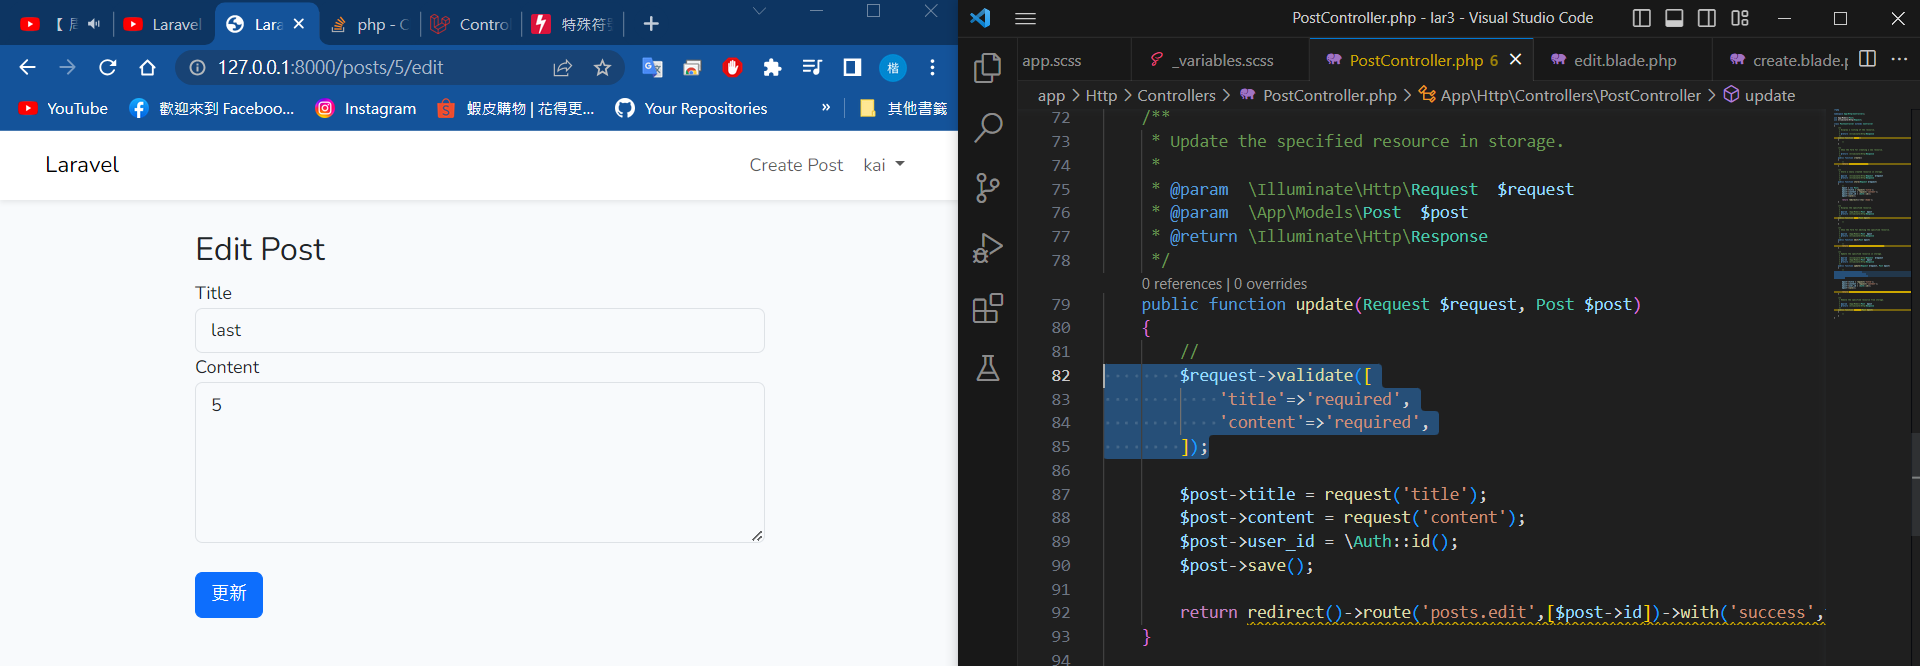 Laravel
Lara
php - C
Control
特殊符號
127.0.0.1:8000/posts/5/edit
楷
YouTube
歡迎來到 Faceboo...
Instagram
蝦皮購物 | 花得更...
Your Repositories
»
其他書籤
Laravel
Create Post
kai
Edit Post
Title
last
Content
5
更新
PostController.php - lar3 - Visual Studio Code
app.scss
_variables.scss
PostController.php 6
edit.blade.php
create.blade.p
app > Http > Controllers > PostController.php > App\Http\Controllers\PostController > update
72 /**
73 * Update the specified resource in storage.
74 *
75 * @param  \Illuminate\Http\Request  $request
76 * @param  \App\Models\Post  $post
77 * @return \Illuminate\Http\Response
78 */
0 references | 0 overrides
79 public function update(Request $request, Post $post)
80 {
81 //
82 $request->validate([
83 'title'=>'required',
84 'content'=>'required',
85 ]);
86
87 $post->title = request('title');
88 $post->content = request('content');
89 $post->user_id = \Auth::id();
90 $post->save();
91
92 return redirect()->route('posts.edit',[$post->id])->with('success',
93 }
94